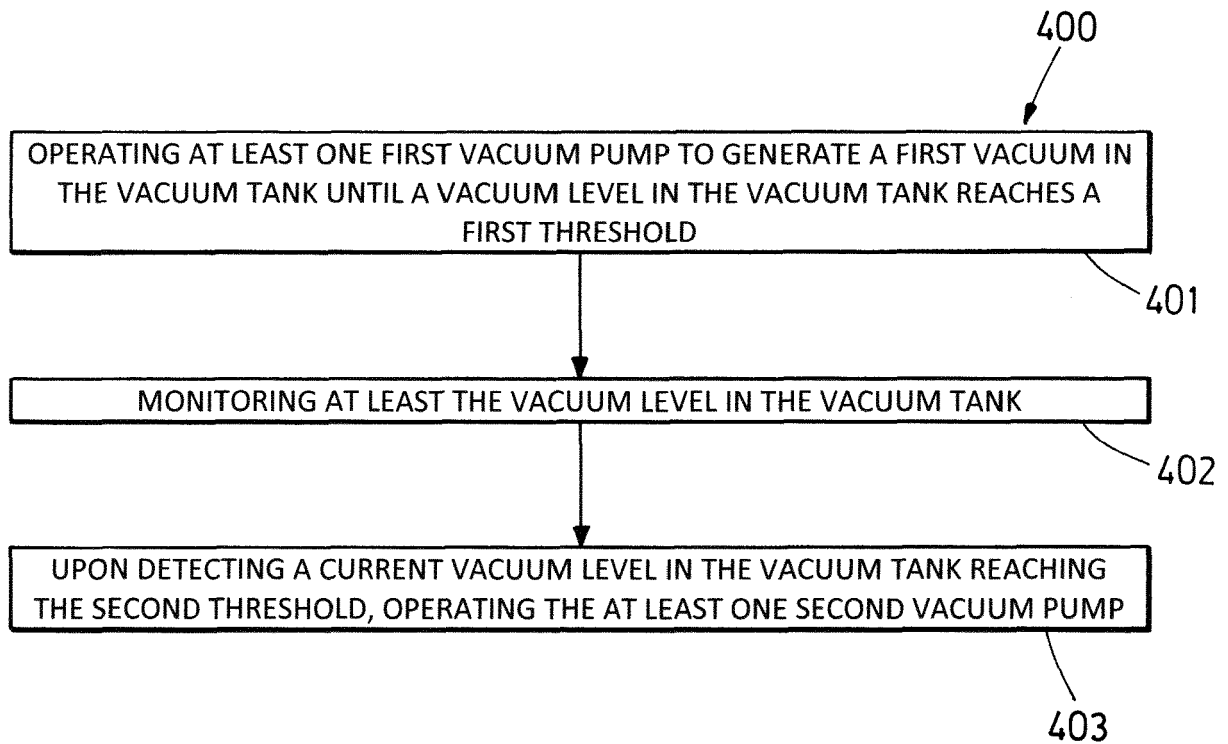 400
OPERATING AT LEAST ONE FIRST VACUUM PUMP TO GENERATE A FIRST VACUUM IN
THE VACUUM TANK UNTIL A VACUUM LEVEL IN THE VACUUM TANK REACHES A
FIRST THRESHOLD
401
MONITORING AT LEAST THE VACUUM LEVEL IN THE VACUUM TANK
402
UPON DETECTING A CURRENT VACUUM LEVEL IN THE VACUUM TANK REACHING
THE SECOND THRESHOLD, OPERATING THE AT LEAST ONE SECOND VACUUM PUMP
403